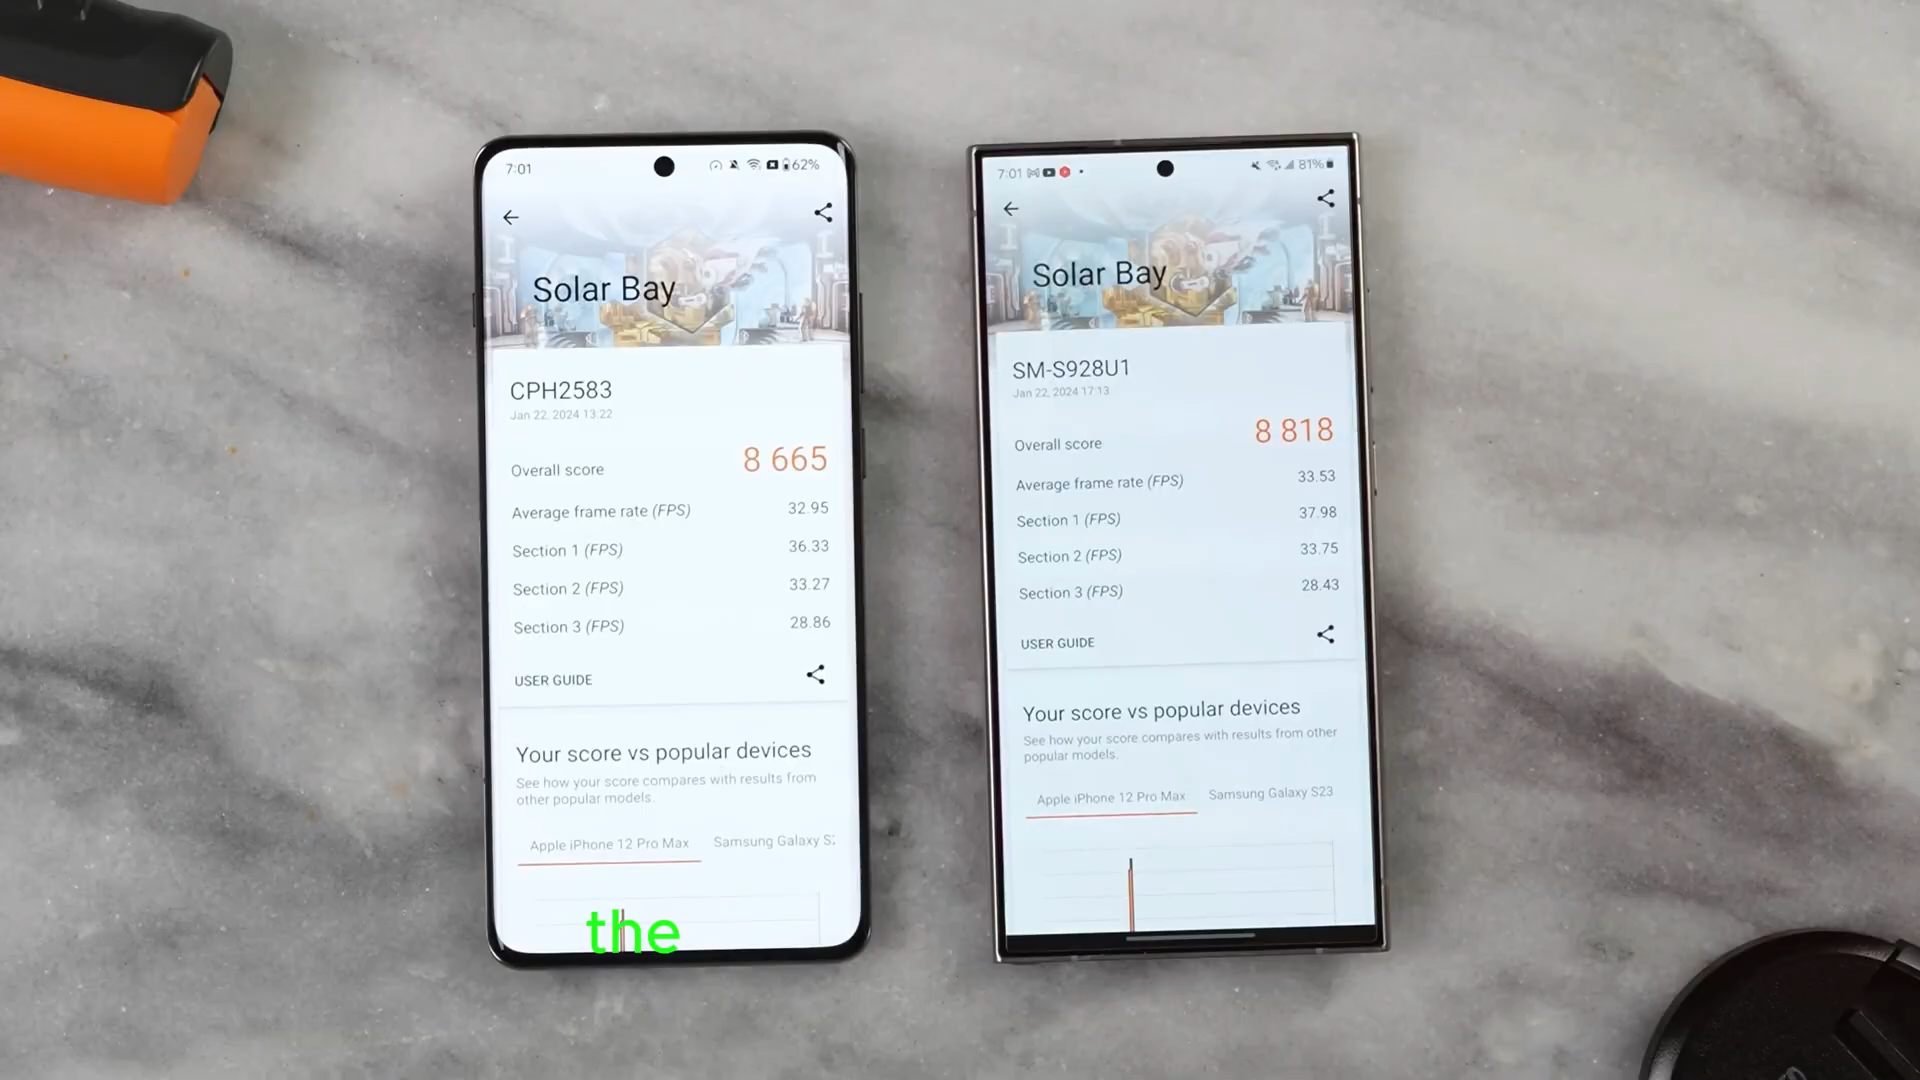 7:01
62%
Solar Bay
CPH2583
Jan 22, 2024 13:22
Overall score 8 665
Average frame rate (FPS) 32.95
Section 1 (FPS) 36.33
Section 2 (FPS) 33.27
Section 3 (FPS) 28.86
USER GUIDE
Your score vs popular devices
See how your score compares with results from
other popular models.
Apple iPhone 12 Pro Max Samsung Galaxy S
the
7:01
81%
Solar Bay
SM-S928U1
Jan 22, 2024 17:13
Overall score 8 818
Average frame rate (FPS) 33.53
Section 1 (FPS) 37.98
Section 2 (FPS) 33.75
Section 3 (FPS) 28.43
USER GUIDE
Your score vs popular devices
See how your score compares with results from other
popular models.
Apple iPhone 12 Pro Max Samsung Galaxy S23